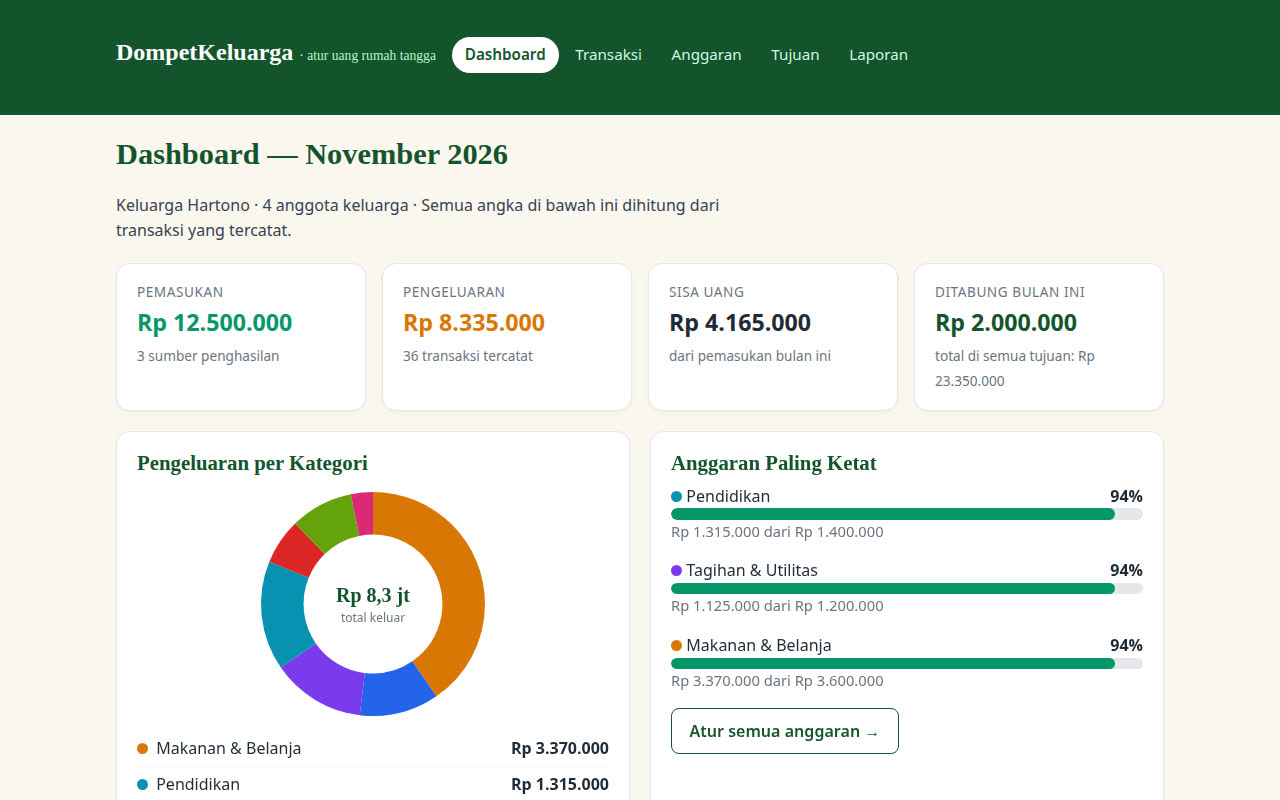 DompetKeluarga · atur uang rumah tangga
Dashboard
Transaksi
Anggaran
Tujuan
Laporan
Dashboard — November 2026
Keluarga Hartono · 4 anggota keluarga · Semua angka di bawah ini dihitung dari
transaksi yang tercatat.
PEMASUKAN
Rp 12.500.000
3 sumber penghasilan
PENGELUARAN
Rp 8.335.000
36 transaksi tercatat
SISA UANG
Rp 4.165.000
dari pemasukan bulan ini
DITABUNG BULAN INI
Rp 2.000.000
total di semua tujuan: Rp
23.350.000
Pengeluaran per Kategori
Rp 8,3 jt
total keluar
Makanan & Belanja Rp 3.370.000
Pendidikan Rp 1.315.000
Anggaran Paling Ketat
Pendidikan 94%
Rp 1.315.000 dari Rp 1.400.000
Tagihan & Utilitas 94%
Rp 1.125.000 dari Rp 1.200.000
Makanan & Belanja 94%
Rp 3.370.000 dari Rp 3.600.000
Atur semua anggaran →